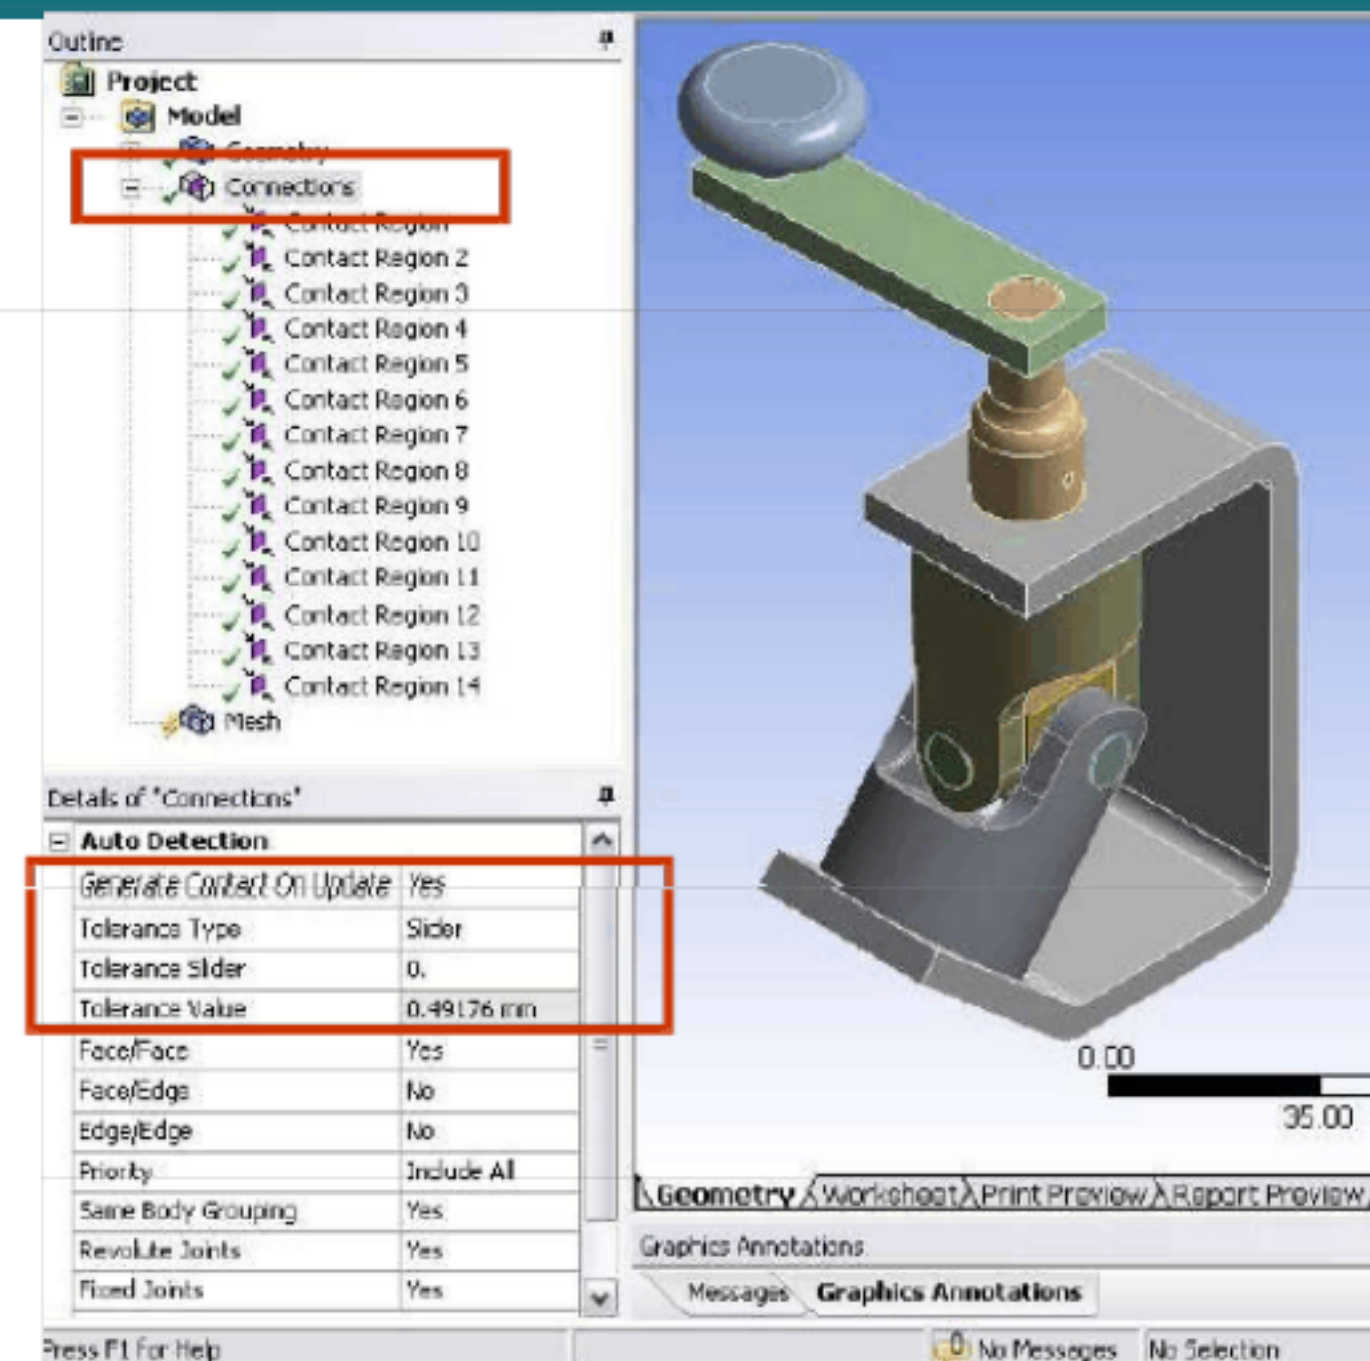 Outline
Project
Model
Geometry
Connections
Contact Region
Contact Region 2
Contact Region 3
Contact Region 4
Contact Region 5
Contact Region 6
Contact Region 7
Contact Region 8
Contact Region 9
Contact Region 10
Contact Region 11
Contact Region 12
Contact Region 13
Contact Region 14
Mesh
Details of "Connections"
Auto Detection
Generate Contact On Update Yes
Tolerance Type Slider
Tolerance Slider 0.
Tolerance Value 0.49176 mm
Face/Face Yes
Face/Edge No
Edge/Edge No
Priority Include All
Same Body Grouping Yes
Revolute Joints Yes
Fixed Joints Yes
0.00
35.00
Geometry Worksheet Print Preview Report Preview
Graphics Annotations
Messages Graphics Annotations
Press F1 for Help No Messages No Selection